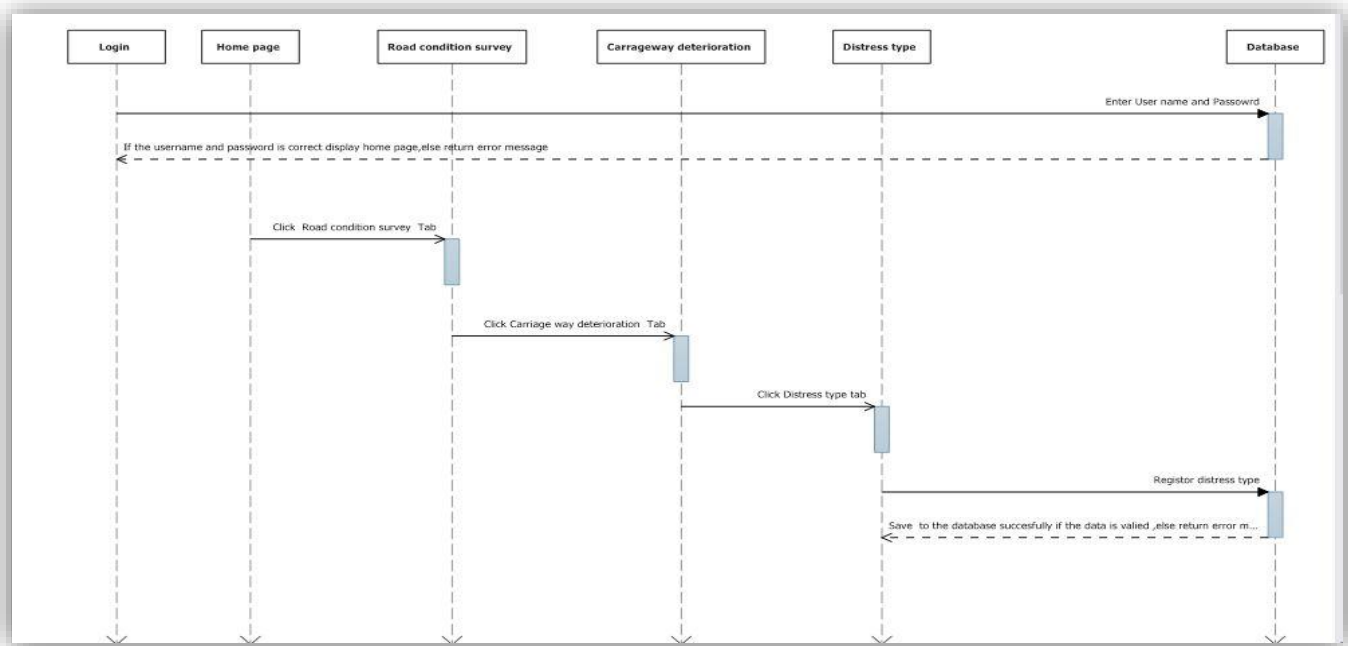 Login
Home page
Road condition survey
Carrageway deterioration
Distress type
Database
Enter User name and Passowrd
If the username and password is correct display home page,else return error message
Click Road condition survey Tab
Click Carriage way deterioration Tab
Click Distress type tab
Registor distress type
Save to the database succesfully if the data is valied ,else return error m...